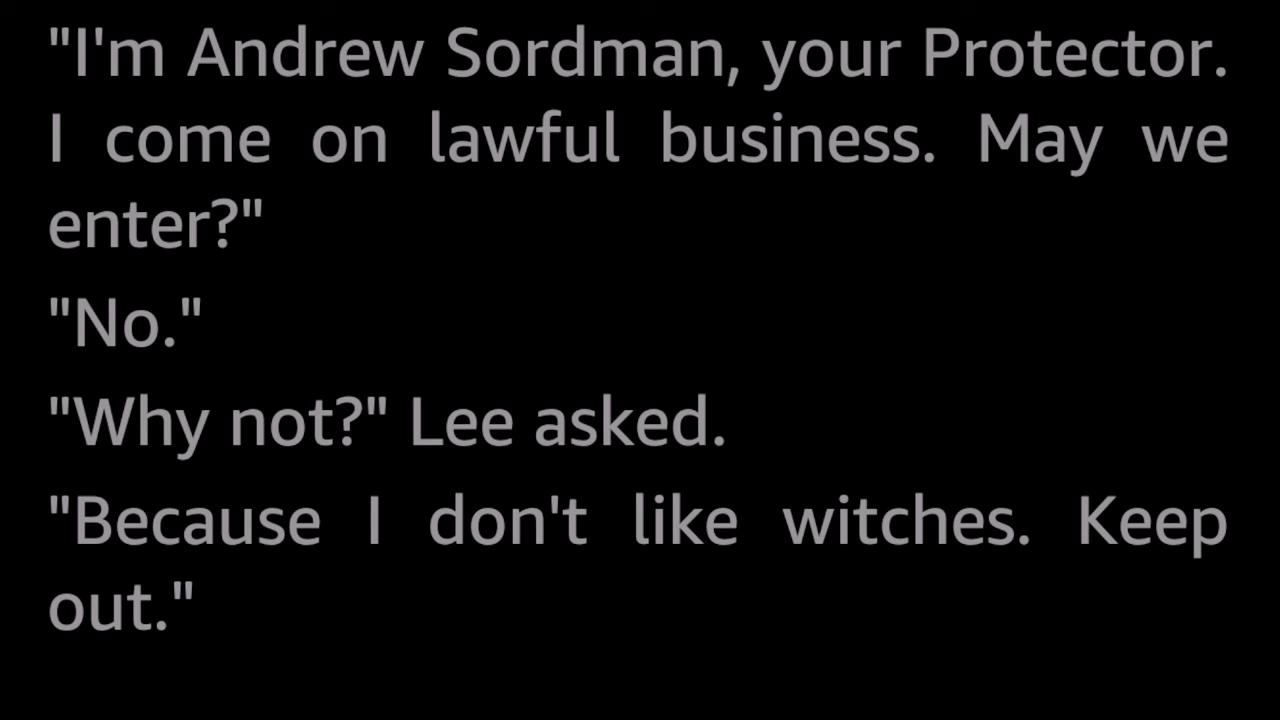 "I'm Andrew Sordman, your Protector.
I come on lawful business. May we
enter?"
"No."
"Why not?" Lee asked.
"Because I don't like witches. Keep
out."